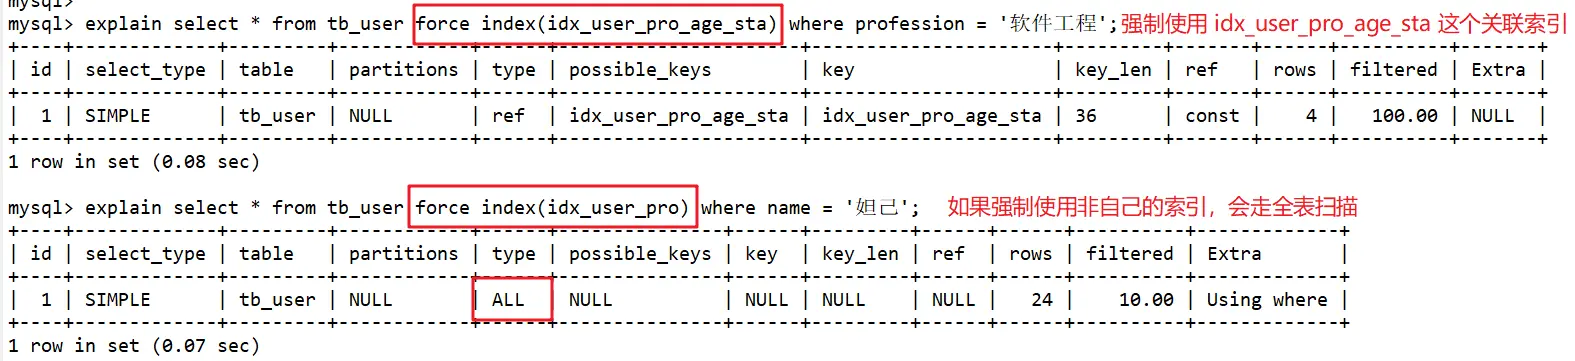 mysql>
mysql> explain select * from tb_user force index(idx_user_pro_age_sta) where profession = '软件工程';强制使用 idx_user_pro_age_sta 这个关联索引
+----+-------------+---------+------------+------+----------------------+----------------------+---------+-------+------+----------+-------+
| id | select_type | table   | partitions | type | possible_keys        | key                  | key_len | ref   | rows | filtered | Extra |
+----+-------------+---------+------------+------+----------------------+----------------------+---------+-------+------+----------+-------+
|  1 | SIMPLE      | tb_user | NULL       | ref  | idx_user_pro_age_sta | idx_user_pro_age_sta | 36      | const |    4 |   100.00 | NULL  |
+----+-------------+---------+------------+------+----------------------+----------------------+---------+-------+------+----------+-------+
1 row in set (0.08 sec)
mysql> explain select * from tb_user force index(idx_user_pro) where name = '妲己'; 如果强制使用非自己的索引，会走全表扫描
+----+-------------+---------+------------+------+---------------+------+---------+------+------+----------+-------------+
| id | select_type | table   | partitions | type | possible_keys | key  | key_len | ref  | rows | filtered | Extra       |
+----+-------------+---------+------------+------+---------------+------+---------+------+------+----------+-------------+
|  1 | SIMPLE      | tb_user | NULL       | ALL  | NULL          | NULL | NULL    | NULL |   24 |    10.00 | Using where |
+----+-------------+---------+------------+------+---------------+------+---------+------+------+----------+-------------+
1 row in set (0.07 sec)